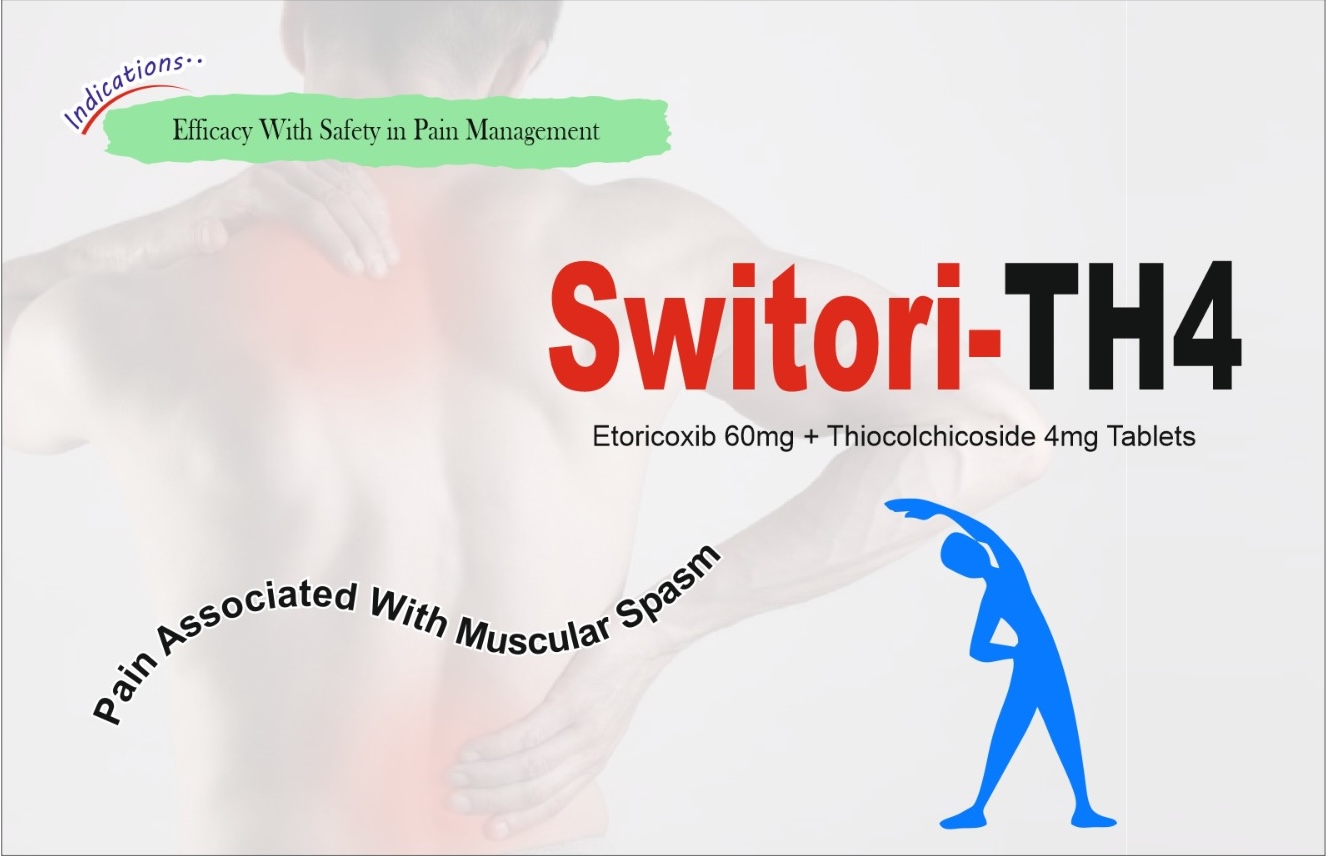 Indications..
Efficacy With Safety in Pain Management
Switori-TH4
Etoricoxib 60mg + Thiocolchicoside 4mg Tablets
Pain Associated With Muscular Spasm